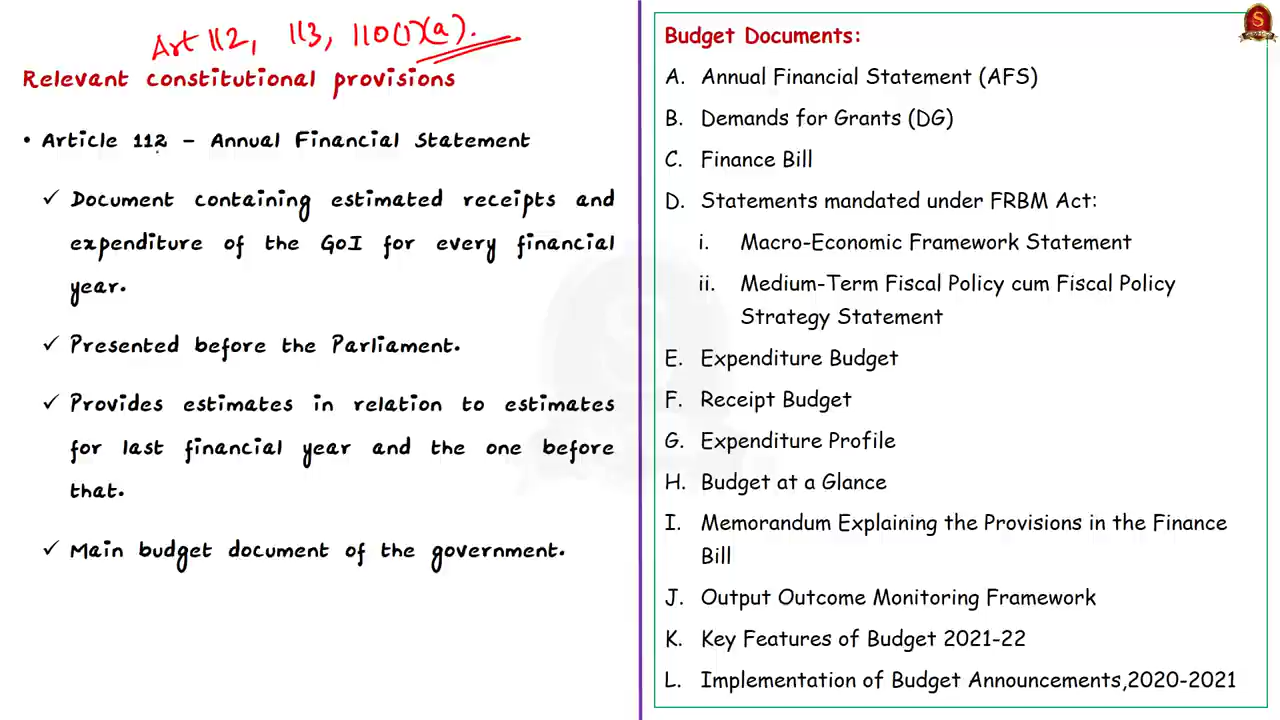 Art 112, 113, 110(1)(a).
Relevant constitutional provisions
• Article 112 – Annual Financial Statement
✓ Document containing estimated receipts and
expenditure of the GoI for every financial
year.
✓ Presented before the Parliament.
✓ Provides estimates in relation to estimates
for last financial year and the one before
that.
✓ Main budget document of the government.
Budget Documents:
A. Annual Financial Statement (AFS)
B. Demands for Grants (DG)
C. Finance Bill
D. Statements mandated under FRBM Act:
i. Macro-Economic Framework Statement
ii. Medium-Term Fiscal Policy cum Fiscal Policy
Strategy Statement
E. Expenditure Budget
F. Receipt Budget
G. Expenditure Profile
H. Budget at a Glance
I. Memorandum Explaining the Provisions in the Finance
Bill
J. Output Outcome Monitoring Framework
K. Key Features of Budget 2021-22
L. Implementation of Budget Announcements,2020-2021